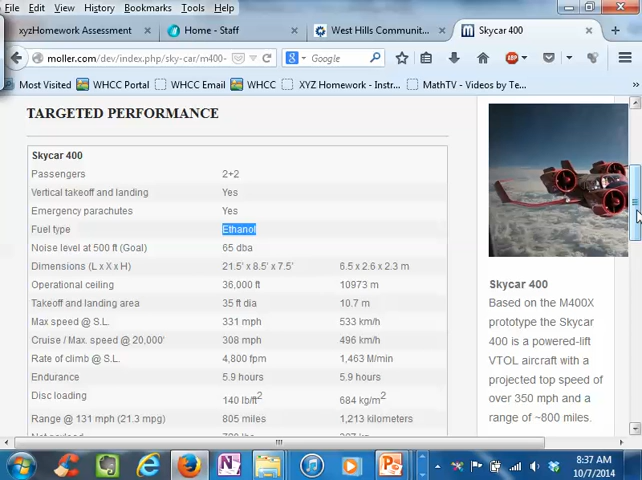 File Edit View History Bookmarks Tools Help
xyzHomework Assessment × Home - Staff × West Hills Communit... × Skycar 400 × +
moller.com/dev/index.php/sky-car/m400- Google
Most Visited WHCC Portal WHCC Email XYZ Homework - Instr... WHCC MathTV - Videos by Te...
TARGETED PERFORMANCE
Skycar 400
Passengers 2+2
Vertical takeoff and landing Yes
Emergency parachutes Yes
Fuel type Ethanol
Noise level at 500 ft (Goal) 65 dba
Dimensions (L x X x H) 21.5' x 8.5' x 7.5' 6.5 x 2.6 x 2.3 m
Operational ceiling 36,000 ft 10973 m
Takeoff and landing area 35 ft dia 10.7 m
Max speed @ S.L. 331 mph 533 km/h
Cruise / Max. speed @ 20,000' 308 mph 496 km/h
Rate of climb @ S.L. 4,800 fpm 1,463 M/min
Endurance 5.9 hours 5.9 hours
Disc loading 140 lb/ft2 684 kg/m2
Range @ 131 mph (21.3 mpg) 805 miles 1,213 kilometers
Skycar 400
Based on the M400X
prototype the Skycar
400 is a powered-lift
VTOL aircraft with a
projected top speed of
over 350 mph and a
range of ~800 miles.
8:37 AM
10/7/2014